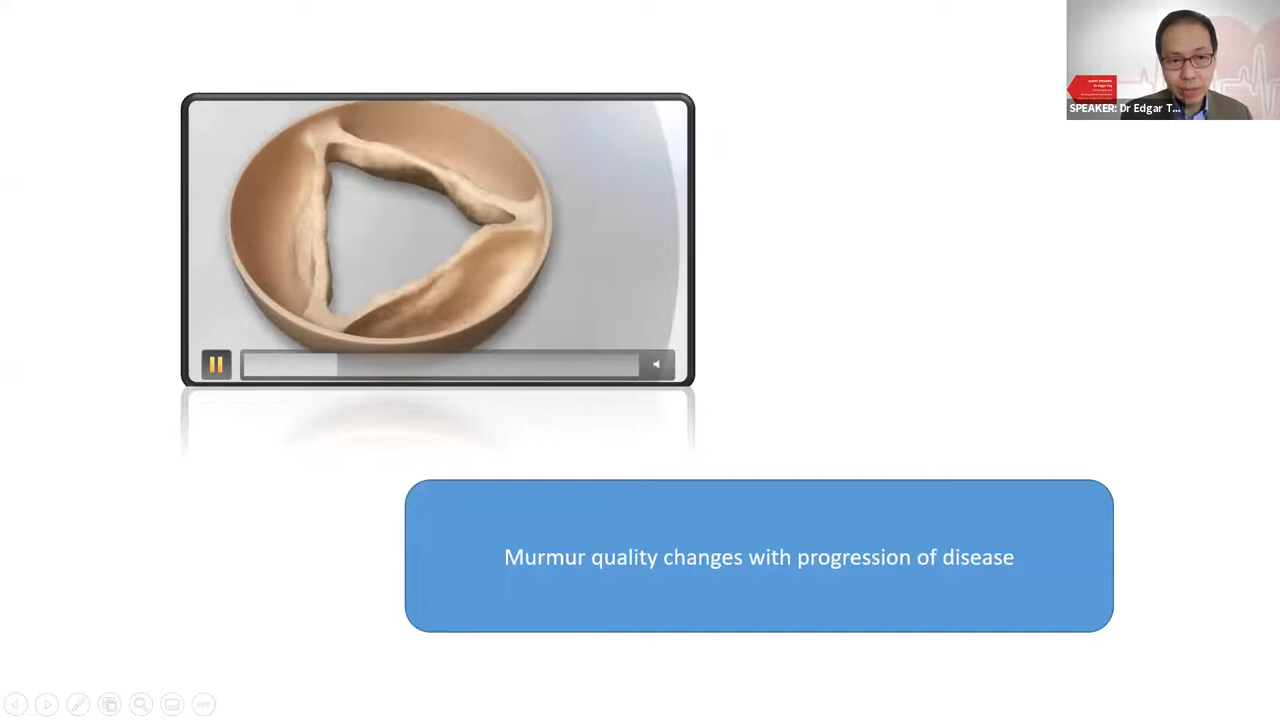 SPEAKER: Dr Edgar T...
Murmur quality changes with progression of disease